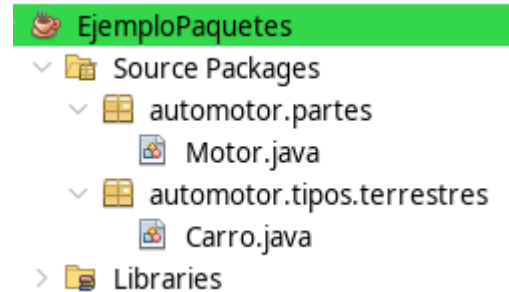 EjemploPaquetes
Source Packages
automotor.partes
Motor.java
automotor.tipos.terrestres
Carro.java
Libraries